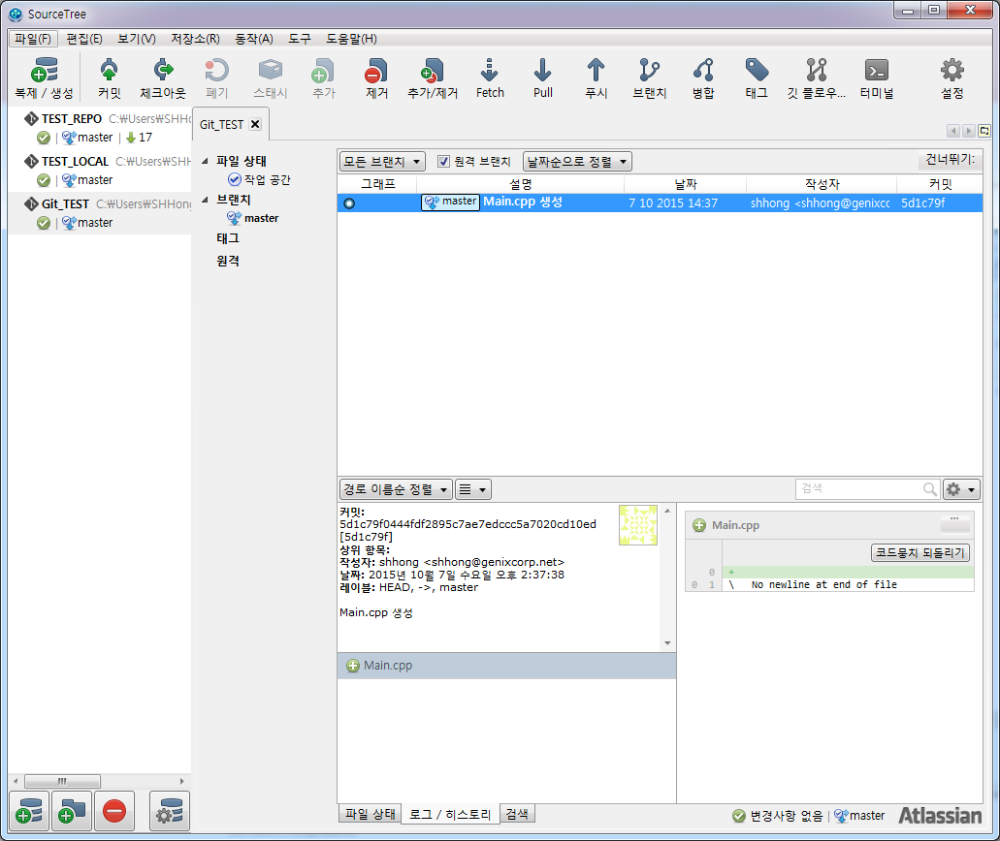 SourceTree
파일(F) 편집(E) 보기(V) 저장소(R) 동작(A) 도구 도움말(H)
복제 / 생성 커밋 체크아웃 폐기 스태시 추가 제거 추가/제거 Fetch Pull 푸시 브랜치 병합 태그 깃 플로우... 터미널 설정
TEST_REPO C:₩Users₩SHHo
master 17
TEST_LOCAL C:₩Users₩SHH
master
Git_TEST C:₩Users₩SHHong
master
Git_TEST
파일 상태
작업 공간
브랜치
master
태그
원격
모든 브랜치 원격 브랜치 날짜순으로 정렬 건너뛰기:
그래프 설명 날짜 작성자 커밋
master Main.cpp 생성 7 10 2015 14:37 shhong <shhong@genixcc 5d1c79f
경로 이름순 정렬 검색
커밋:
5d1c79f0444fdf2895c7ae7edccc5a7020cd10ed
[5d1c79f]
상위 항목:
작성자: shhong <shhong@genixcorp.net>
날짜: 2015년 10월 7일 수요일 오후 2:37:38
레이블: HEAD, ->, master
Main.cpp 생성
Main.cpp
Main.cpp
...
코드뭉치 되돌리기
0 +
0 1 \ No newline at end of file
파일 상태 로그 / 히스토리 검색
변경사항 없음 master Atlassian